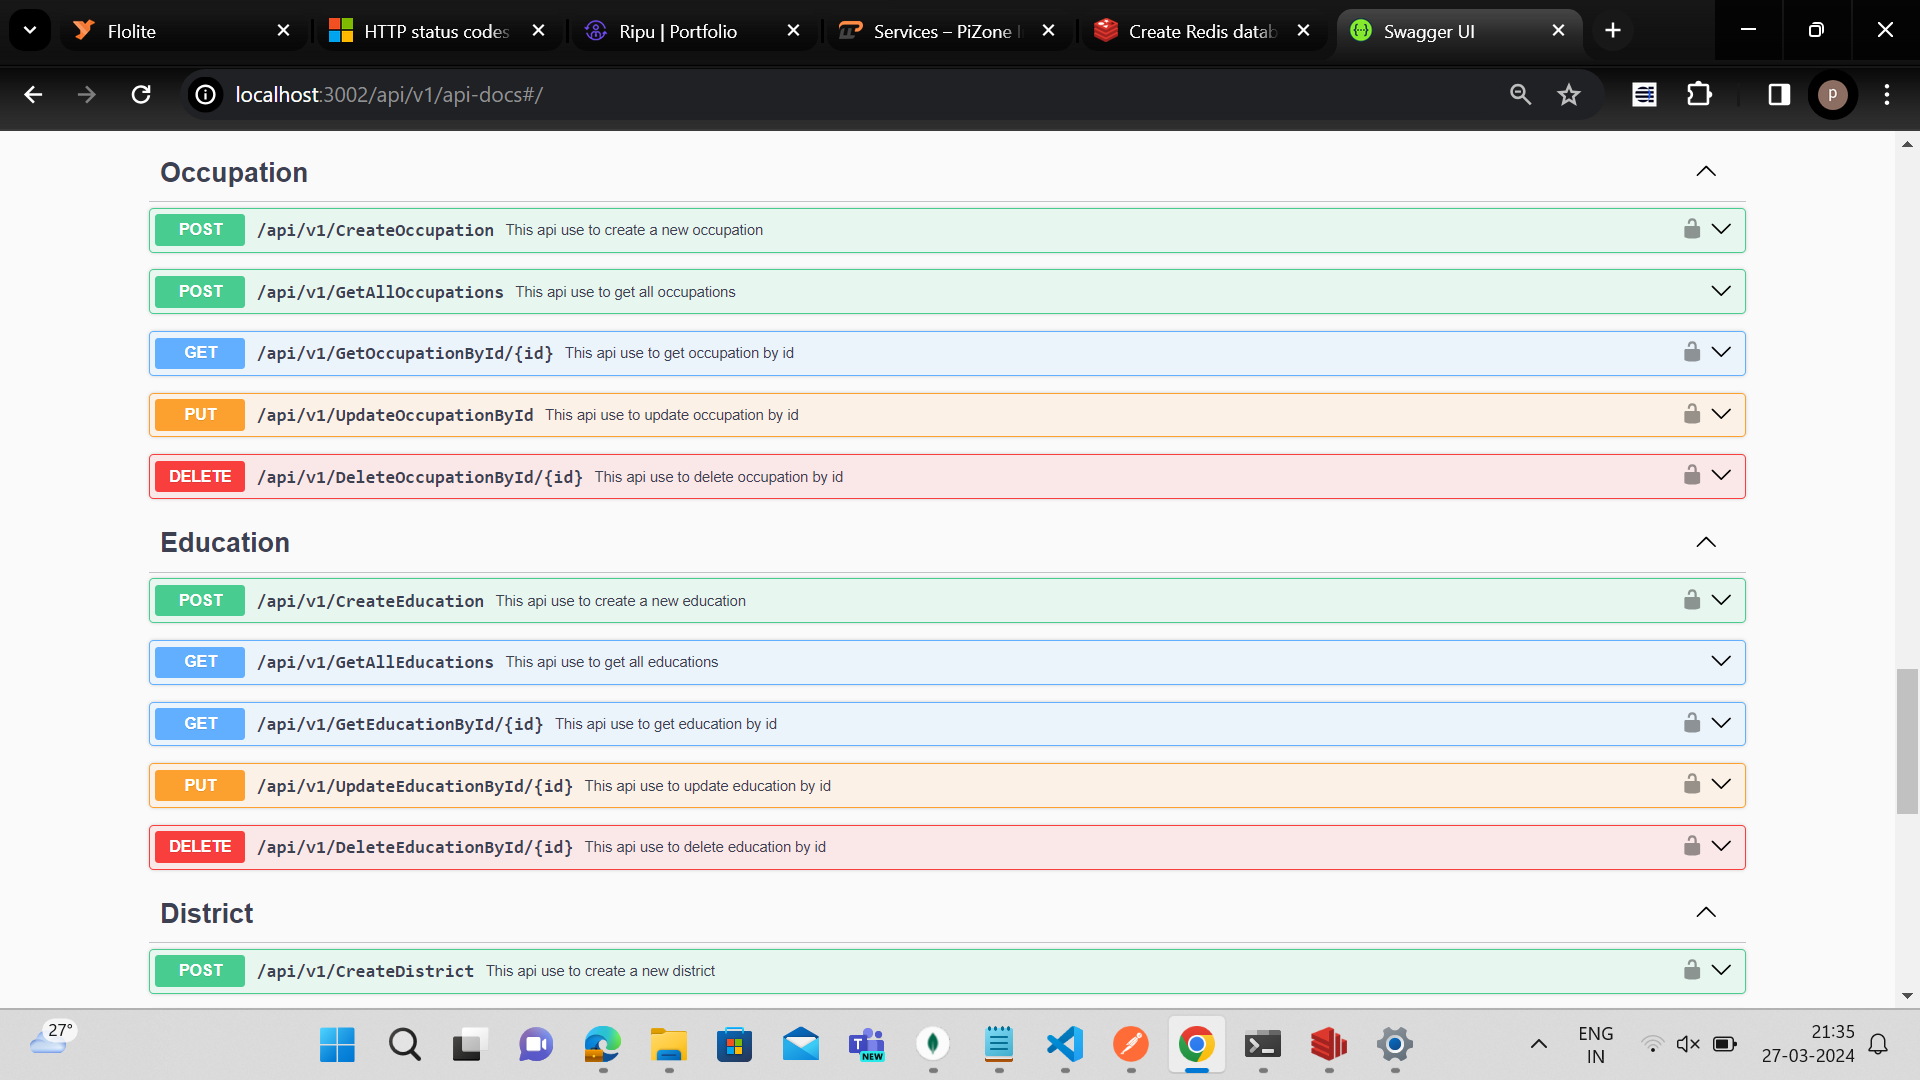 Flolite
HTTP status codes
Ripu | Portfolio
Services – PiZone I
Create Redis datab
Swagger UI
localhost:3002/api/v1/api-docs#/
p
Occupation
POST /api/v1/CreateOccupation This api use to create a new occupation
POST /api/v1/GetAllOccupations This api use to get all occupations
GET /api/v1/GetOccupationById/{id} This api use to get occupation by id
PUT /api/v1/UpdateOccupationById This api use to update occupation by id
DELETE /api/v1/DeleteOccupationById/{id} This api use to delete occupation by id
Education
POST /api/v1/CreateEducation This api use to create a new education
GET /api/v1/GetAllEducations This api use to get all educations
GET /api/v1/GetEducationById/{id} This api use to get education by id
PUT /api/v1/UpdateEducationById/{id} This api use to update education by id
DELETE /api/v1/DeleteEducationById/{id} This api use to delete education by id
District
POST /api/v1/CreateDistrict This api use to create a new district
27°
T
NEW
ENG
IN
21:35
27-03-2024